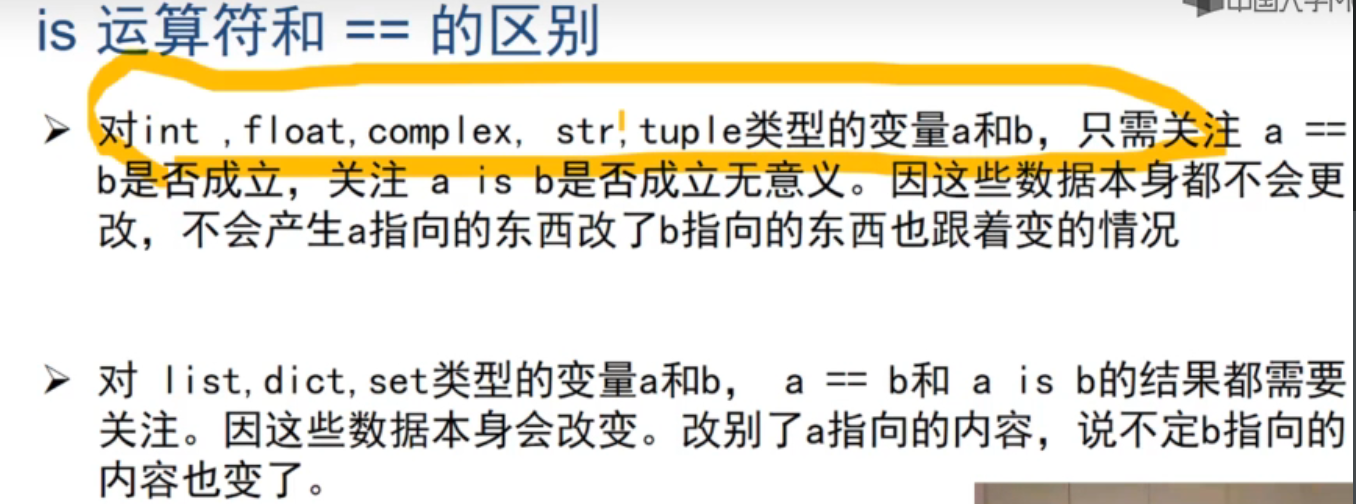 is 运算符和 == 的区别
➢ 对int ,float,complex, str,tuple类型的变量a和b，只需关注 a ==
b是否成立，关注 a is b是否成立无意义。因这些数据本身都不会更
改，不会产生a指向的东西改了b指向的东西也跟着变的情况
➢ 对 list,dict,set类型的变量a和b， a == b和 a is b的结果都需要
关注。因这些数据本身会改变。改别了a指向的内容，说不定b指向的
内容也变了。